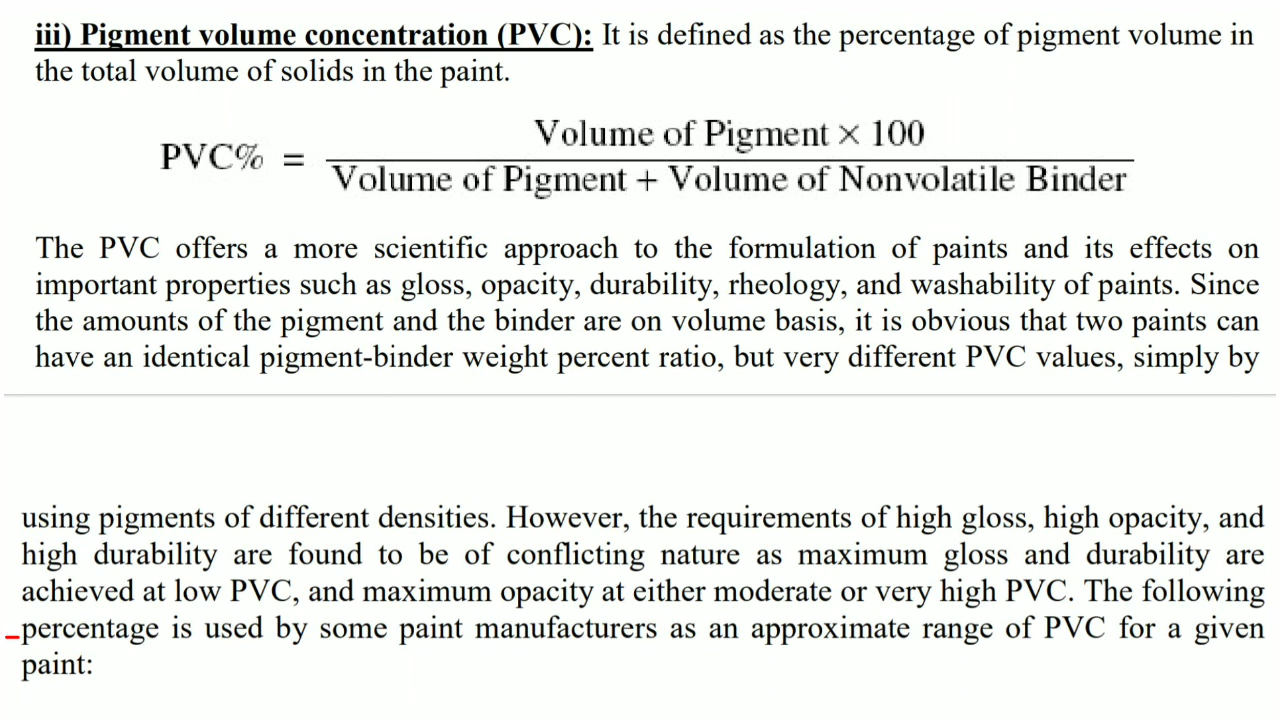 iii) Pigment volume concentration (PVC): It is defined as the percentage of pigment volume in
the total volume of solids in the paint.
Volume of Pigment × 100
PVC% =
Volume of Pigment + Volume of Nonvolatile Binder
The PVC offers a more scientific approach to the formulation of paints and its effects on
important properties such as gloss, opacity, durability, rheology, and washability of paints. Since
the amounts of the pigment and the binder are on volume basis, it is obvious that two paints can
have an identical pigment-binder weight percent ratio, but very different PVC values, simply by
using pigments of different densities. However, the requirements of high gloss, high opacity, and
high durability are found to be of conflicting nature as maximum gloss and durability are
achieved at low PVC, and maximum opacity at either moderate or very high PVC. The following
percentage is used by some paint manufacturers as an approximate range of PVC for a given
paint: